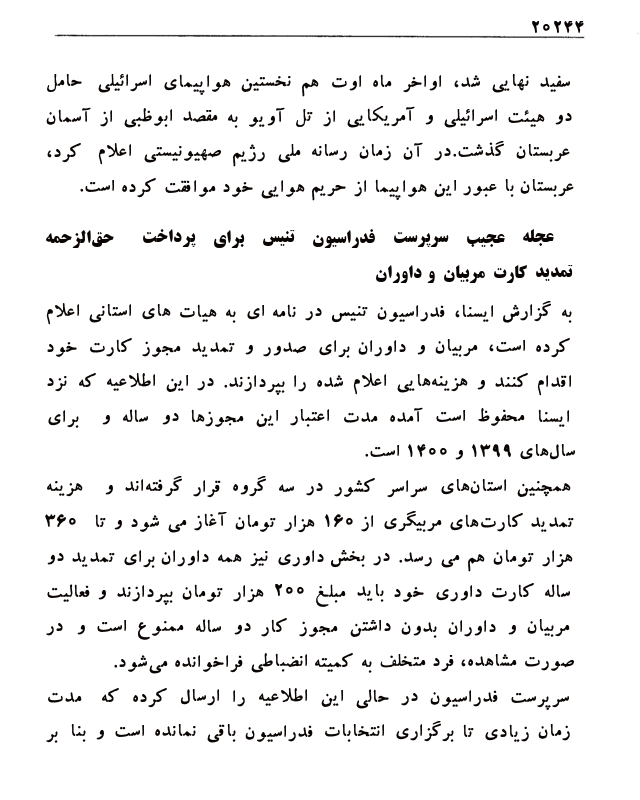 ۲۰۲۴۴
سفید نهایی شد، اواخر ماه اوت هم نخستین هواپیمای اسرائیلی حامل
دو هیئت اسرائیلی و آمریکایی از تل آویو به مقصد ابوظبی از آسمان
عربستان گذشت.در آن زمان رسانه ملی رژیم صهیونیستی اعلام کرد،
عربستان با عبور این هواپیما از حریم هوایی خود موافقت کرده است.
عجله عجیب سرپرست فدراسیون تنیس برای پرداخت حق‌الزحمه
تمدید کارت مربیان و داوران
به گزارش ایسنا، فدراسیون تنیس در نامه ای به هیات های استانی اعلام
کرده است، مربیان و داوران برای صدور و تمدید مجوز کارت خود
اقدام کنند و هزینه‌هایی اعلام شده را بپردازند. در این اطلاعیه که نزد
ایسنا محفوظ است آمده مدت اعتبار این مجوزها دو ساله و برای
سال‌های ۱۳۹۹ و ۱۴۰۰ است.
همچنین استان‌های سراسر کشور در سه گروه قرار گرفته‌اند و هزینه
تمدید کارت‌های مربیگری از ۱۶۰ هزار تومان آغاز می شود و تا ۳۶۰
هزار تومان هم می رسد. در بخش داوری نیز همه داوران برای تمدید دو
ساله کارت داوری خود باید مبلغ ۲۰۰ هزار تومان بپردازند و فعالیت
مربیان و داوران بدون داشتن مجوز کار دو ساله ممنوع است و در
صورت مشاهده، فرد متخلف به کمیته انضباطی فراخوانده می‌شود.
سرپرست فدراسیون در حالی این اطلاعیه را ارسال کرده که مدت
زمان زیادی تا برگزاری انتخابات فدراسیون باقی نمانده است و بنا بر